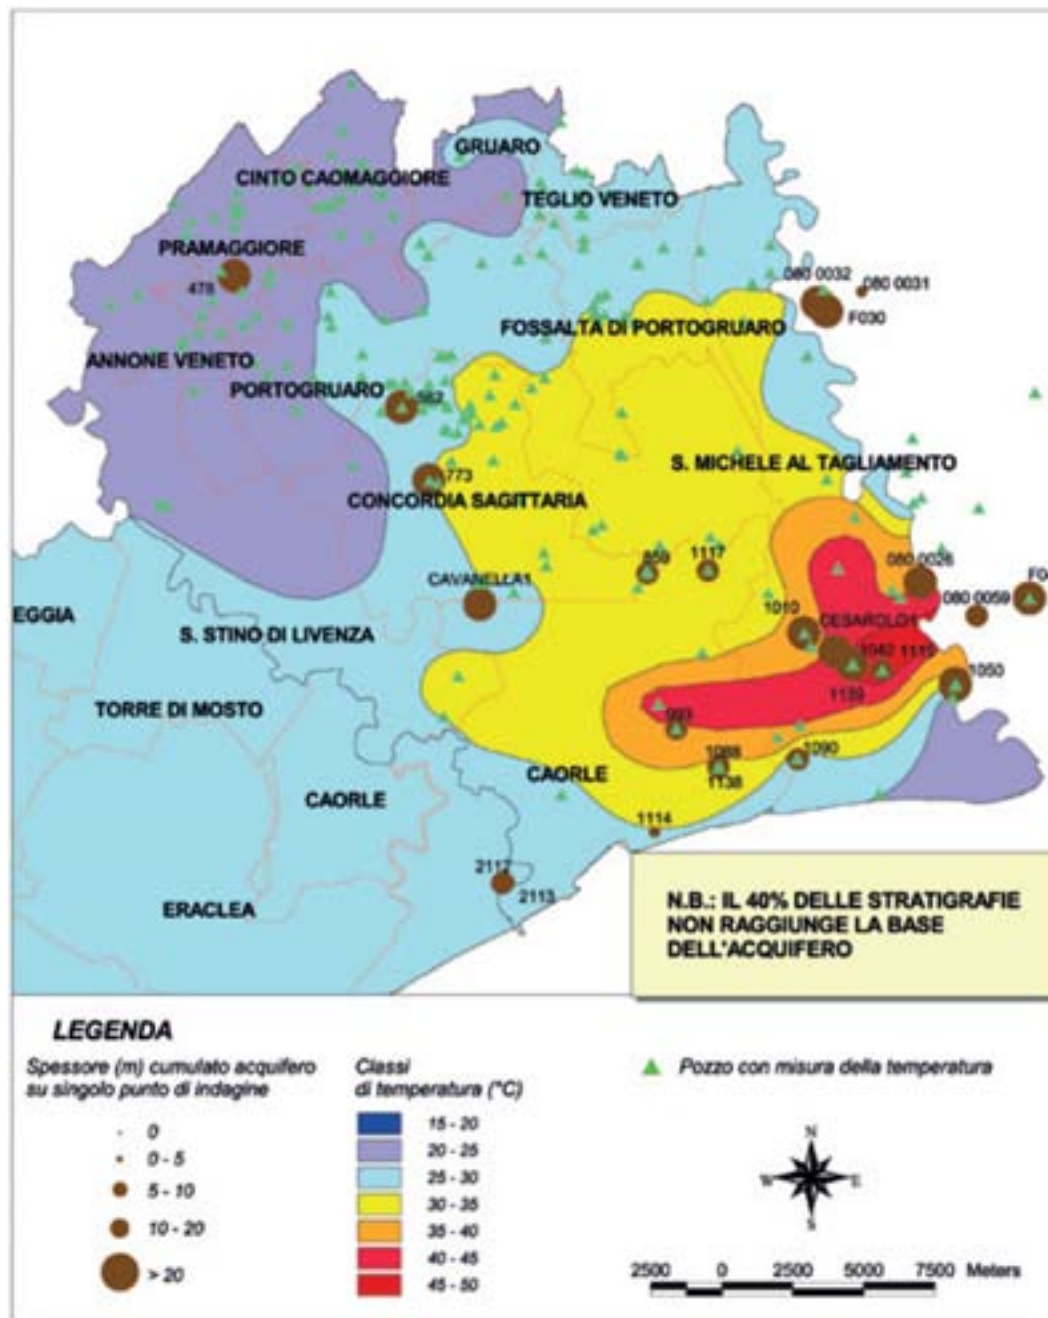 GRUARO
CINTO CAOMAGGIORE
TEGLIO VENETO
PRAMAGGIORE
478
080 0032
080 0031
F030
FOSSALTA DI PORTOGRUARO
ANNONE VENETO
PORTOGRUARO
582
S. MICHELE AL TAGLIAMENTO
773
CONCORDIA SAGITTARIA
859
1117
080 0026
CAVANELLA1
080 0059
1010
CESAROLO1
EGGIA
S. STINO DI LIVENZA
1042
1115
1050
1139
TORRE DI MOSTO
993
1088
1090
1138
CAORLE
CAORLE
1114
2117
2113
ERACLEA
N.B.: IL 40% DELLE STRATIGRAFIE
NON RAGGIUNGE LA BASE
DELL'ACQUIFERO
LEGENDA
Spessore (m) cumulato acquifero
su singolo punto di indagine
0
0 - 5
5 - 10
10 - 20
> 20
Classi
di temperatura (°C)
15 - 20
20 - 25
25 - 30
30 - 35
35 - 40
40 - 45
45 - 50
Pozzo con misura della temperatura
N
W E
S
2500 0 2500 5000 7500 Meters